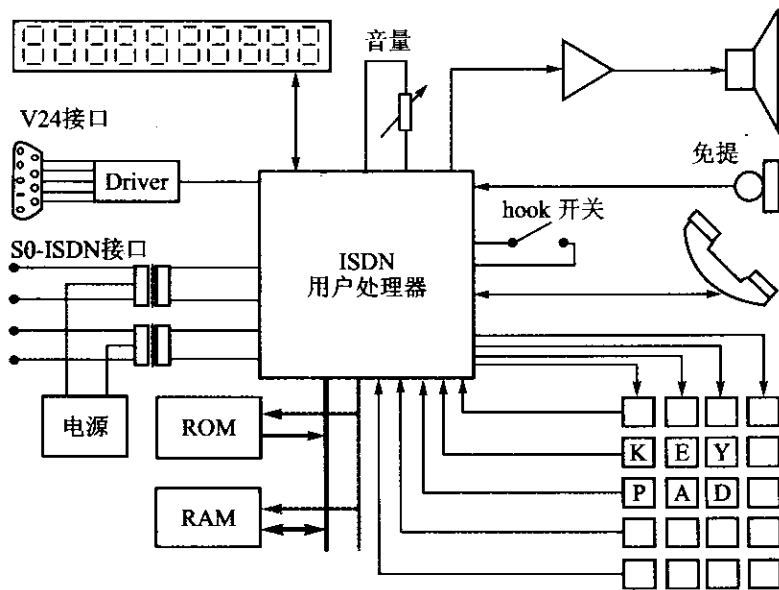 音量
V24接口
Driver
免提
hook 开关
S0-ISDN接口
ISDN
用户处理器
电源
ROM
RAM
K E Y
P A D